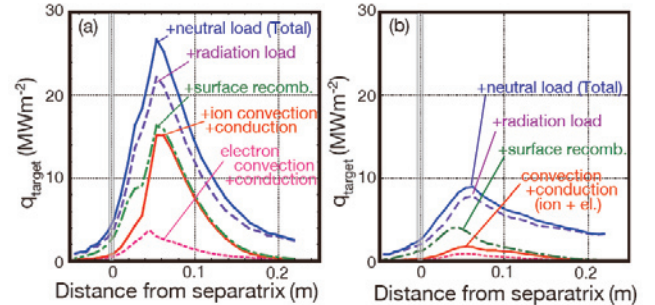 (a)
+neutral load (Total)
+radiation load
+surface recomb.
+ion convection
+conduction
electron
convection
+conduction
q_target (MWm⁻²)
30
20
10
0
0
0.1
0.2
Distance from separatrix (m)
(b)
+neutral load (Total)
+radiation load
+surface recomb.
convection
+conduction
(ion + el.)
q_target (MWm⁻²)
30
20
10
0
0
0.1
0.2
Distance from separatrix (m)